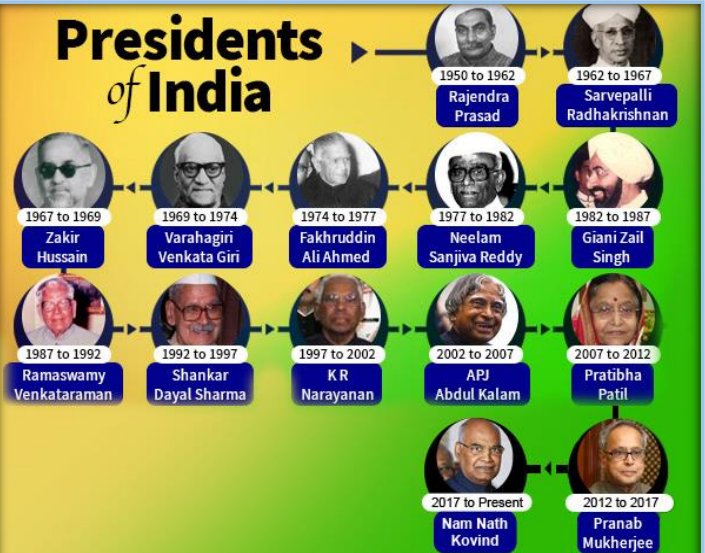 Presidents
of India
1950 to 1962
Rajendra
Prasad
1962 to 1967
Sarvepalli
Radhakrishnan
1967 to 1969
Zakir
Hussain
1969 to 1974
Varahagiri
Venkata Giri
1974 to 1977
Fakhruddin
Ali Ahmed
1977 to 1982
Neelam
Sanjiva Reddy
1982 to 1987
Giani Zail
Singh
1987 to 1992
Ramaswamy
Venkataraman
1992 to 1997
Shankar
Dayal Sharma
1997 to 2002
K R
Narayanan
2002 to 2007
APJ
Abdul Kalam
2007 to 2012
Pratibha
Patil
2017 to Present
Nam Nath
Kovind
2012 to 2017
Pranab
Mukherjee